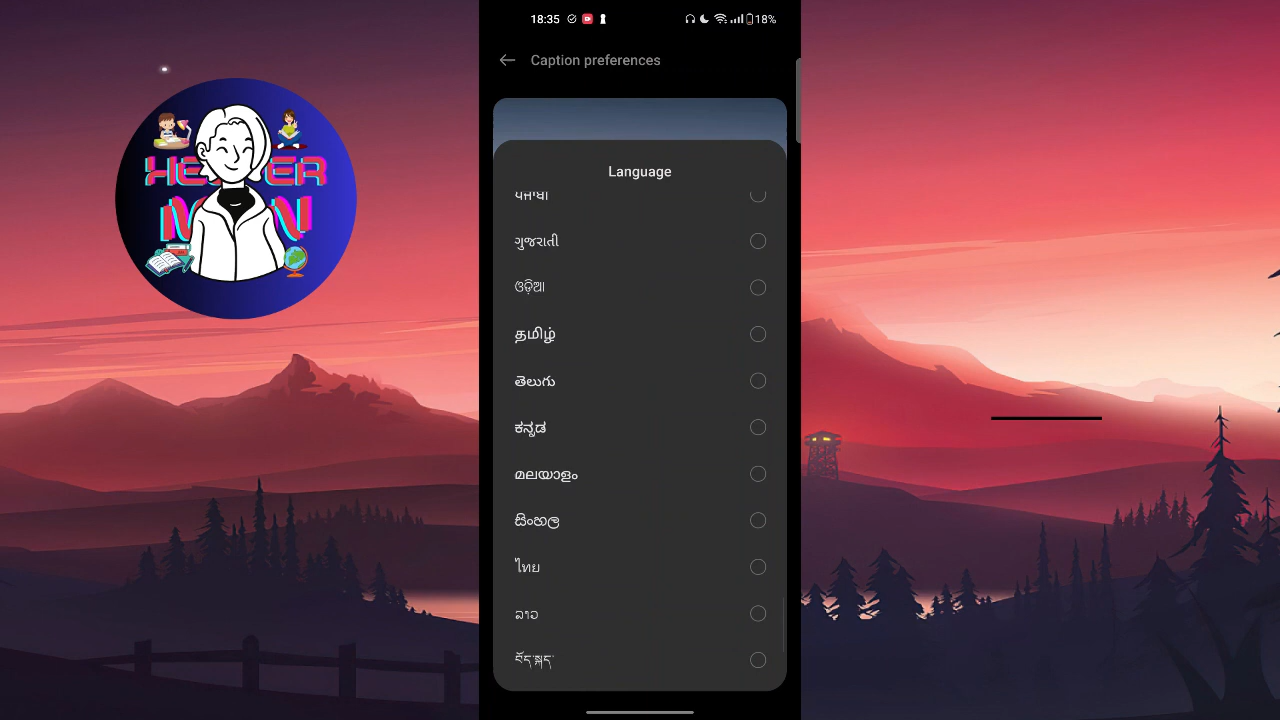 18:35
18%
Caption preferences
Language
ਪੰਜਾਬੀ
ગુજરાતી
ଓଡ଼ିଆ
தமிழ்
తెలుగు
ಕನ್ನಡ
മലയാളം
සිංහල
ไทย
ລາວ
བོད་སྐད་